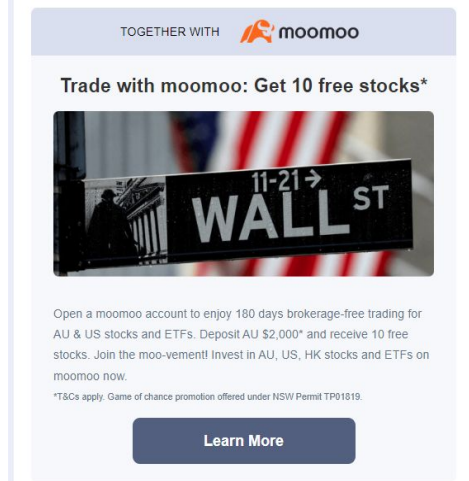 TOGETHER WITH moomoo
Trade with moomoo: Get 10 free stocks*
11-21→
WALL ST
Open a moomoo account to enjoy 180 days brokerage-free trading for
AU & US stocks and ETFs. Deposit AU $2,000* and receive 10 free
stocks. Join the moo-vement! Invest in AU, US, HK stocks and ETFs on
moomoo now.
*T&Cs apply. Game of chance promotion offered under NSW Permit TP01819.
Learn More